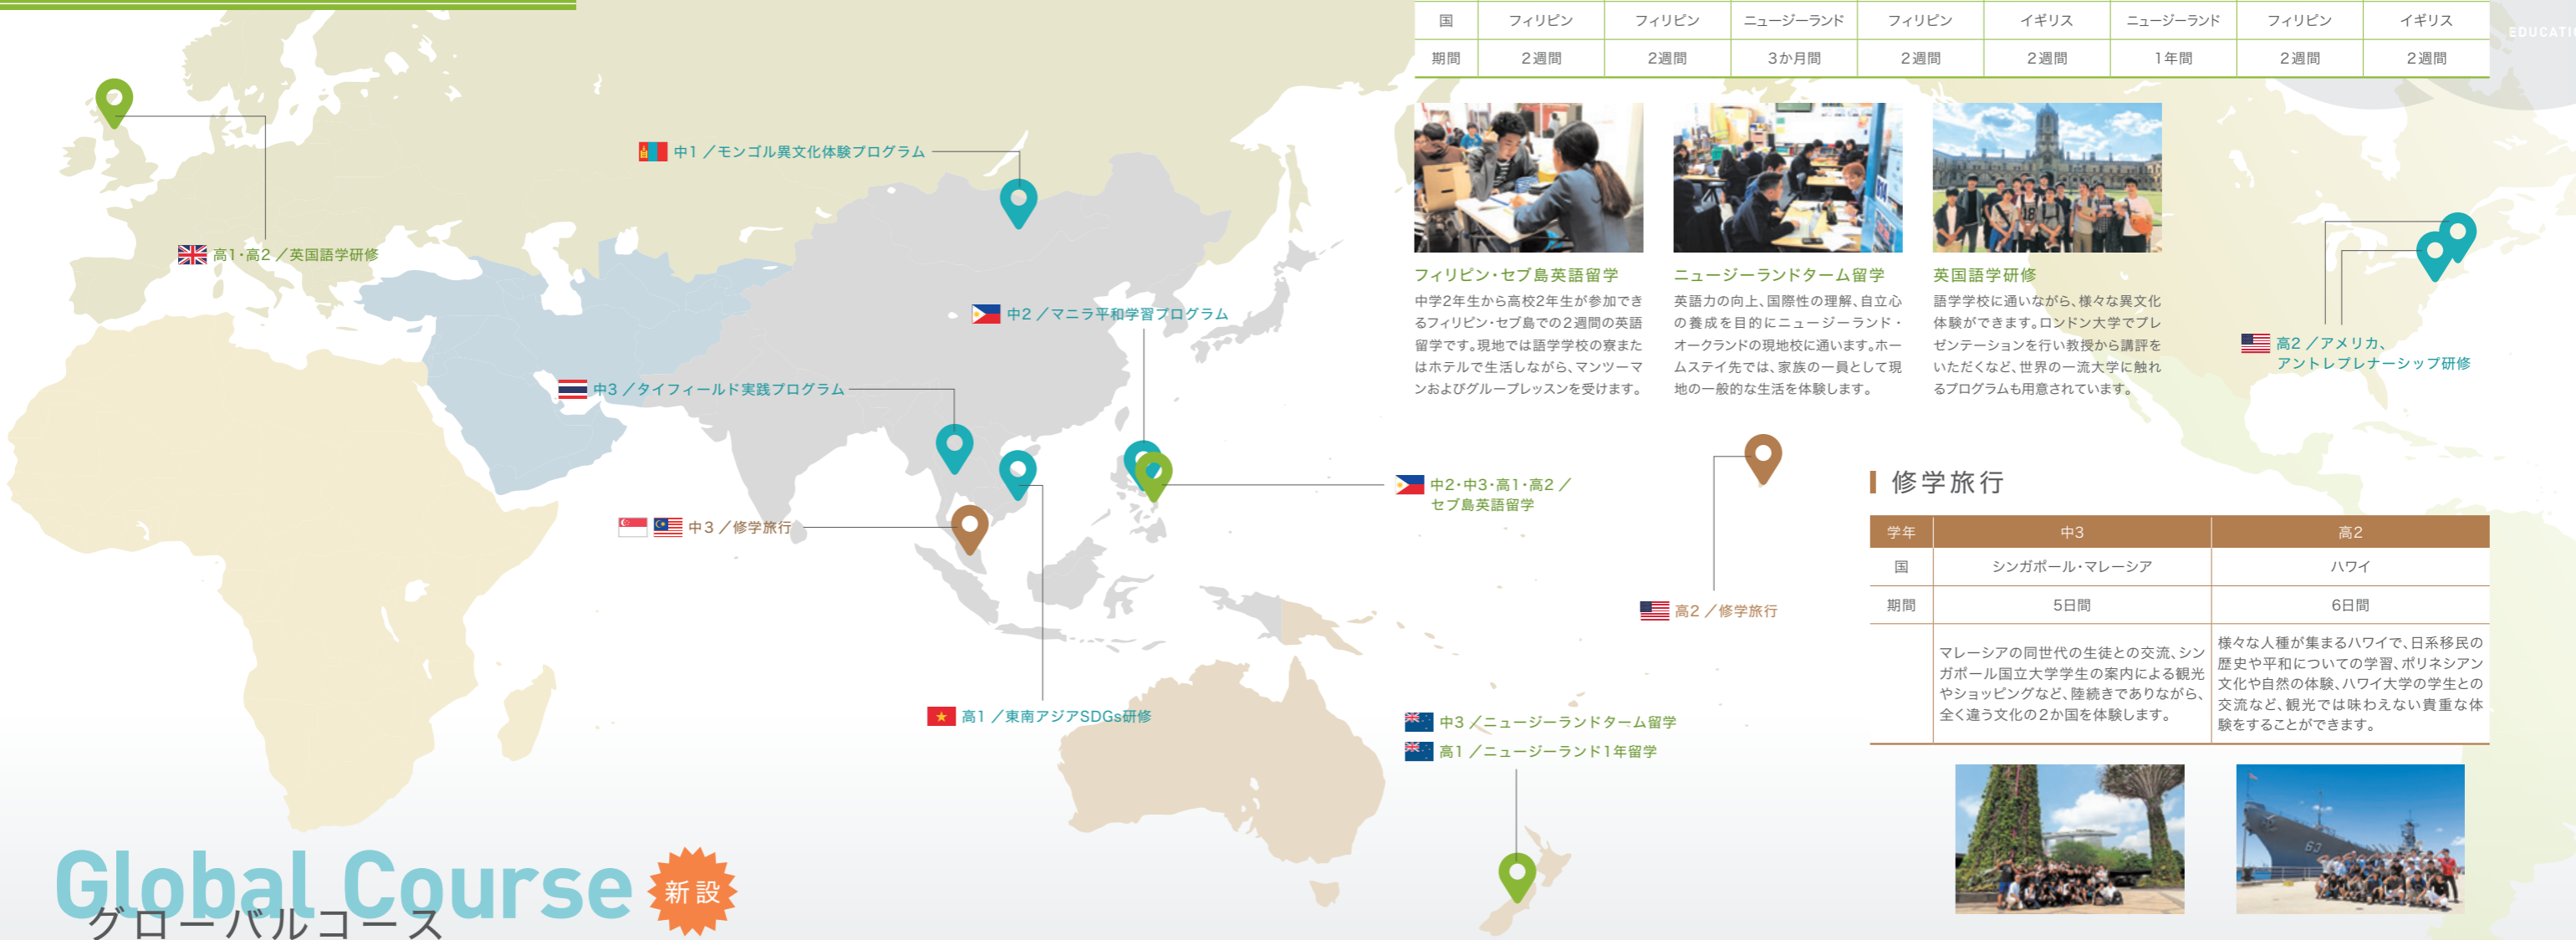 国 フィリピン フィリピン ニュージーランド フィリピン イギリス ニュージーランド フィリピン イギリス
期間 2週間 2週間 3か月間 2週間 2週間 1年間 2週間 2週間
フィリピン・セブ島英語留学
中学2年生から高校2年生が参加でき
るフィリピン・セブ島での2週間の英語
留学です。現地では語学学校の寮また
はホテルで生活しながら、マンツーマ
ンおよびグループレッスンを受けます。
ニュージーランドターム留学
英語力の向上、国際性の理解、自立心
の養成を目的にニュージーランド・
オークランドの現地校に通います。ホー
ムステイ先では、家族の一員として現
地の一般的な生活を体験します。
英国語学研修
語学学校に通いながら、様々な異文化
体験ができます。ロンドン大学でプレ
ゼンテーションを行い教授から講評を
いただくなど、世界の一流大学に触れ
るプログラムも用意されています。
中1／モンゴル異文化体験プログラム
高1・高2／英国語学研修
中2／マニラ平和学習プログラム
高2／アメリカ、
アントレプレナーシップ研修
中3／タイフィールド実践プログラム
中2・中3・高1・高2／
セブ島英語留学
中3／修学旅行
高2／修学旅行
高1／東南アジアSDGs研修
中3／ニュージーランドターム留学
高1／ニュージーランド1年留学
修学旅行
学年 中3 高2
国 シンガポール・マレーシア ハワイ
期間 5日間 6日間
マレーシアの同世代の生徒との交流、シン
ガポール国立大学学生の案内による観光
やショッピングなど、陸続きでありながら、
全く違う文化の2か国を体験します。
様々な人種が集まるハワイで、日系移民の
歴史や平和についての学習、ポリネシアン
文化や自然の体験、ハワイ大学の学生との
交流など、観光では味わえない貴重な体
験をすることができます。
63
Global Course
新設
グローバルコース